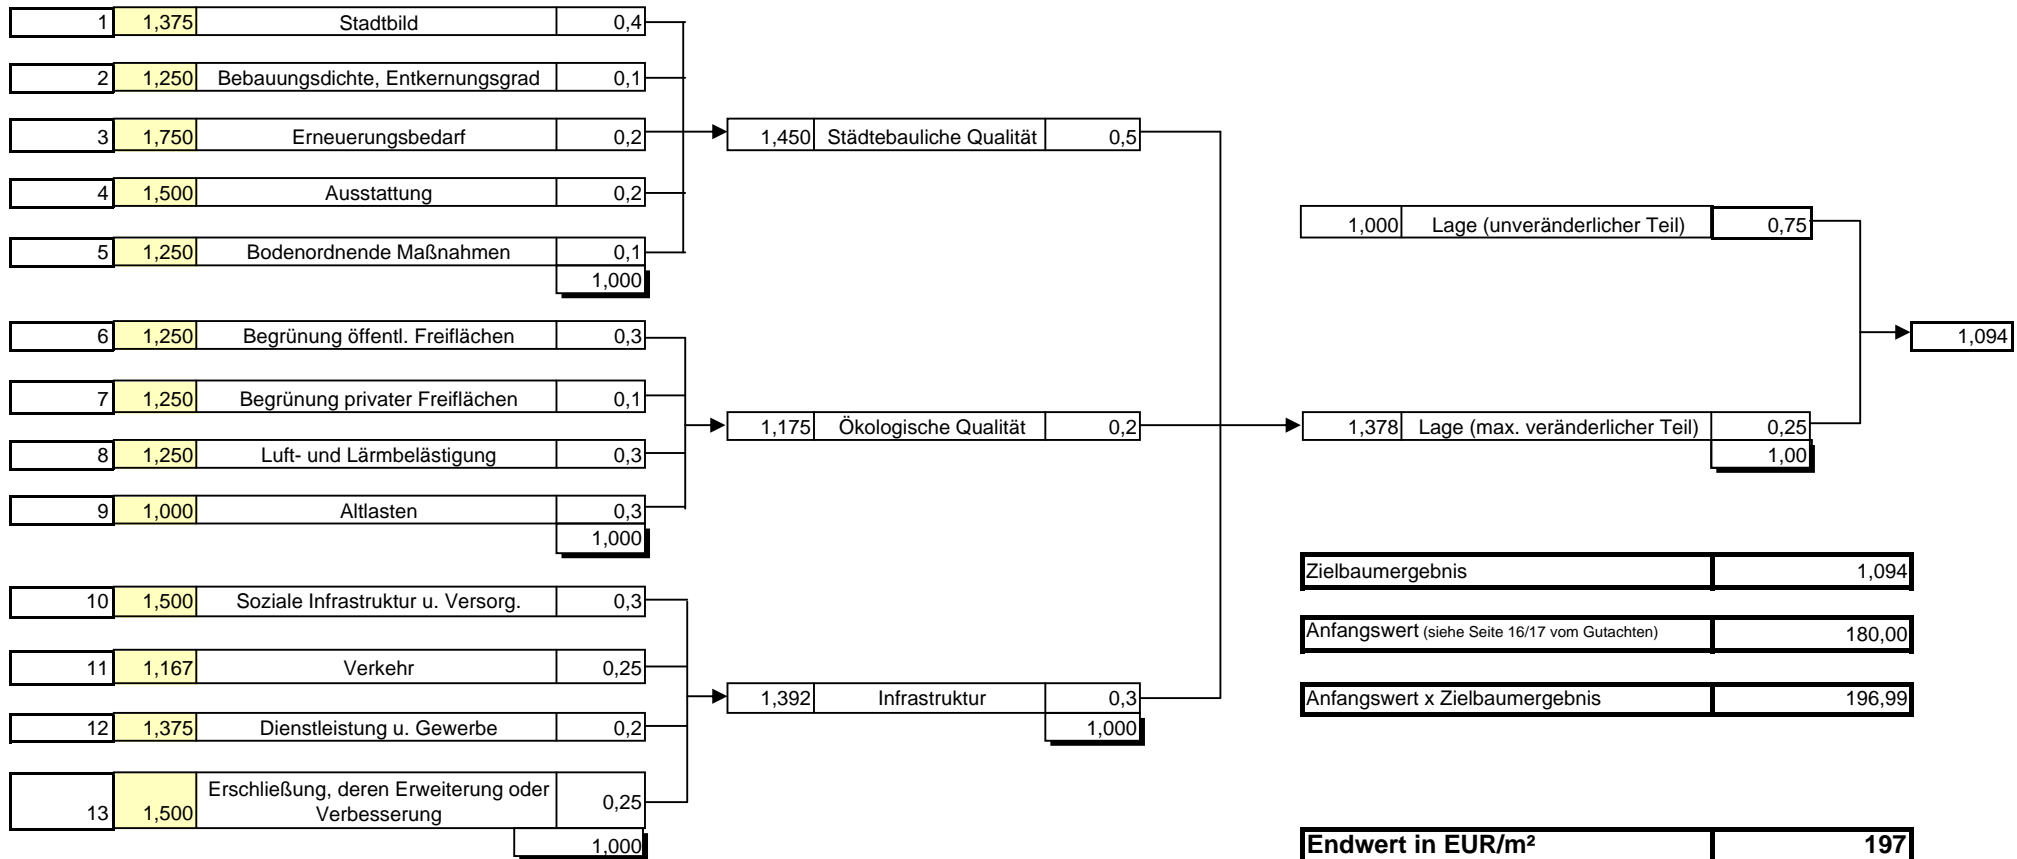 1 1,375 Stadtbild 0,4
2 1,250 Bebauungsdichte, Entkernungsgrad 0,1
3 1,750 Erneuerungsbedarf 0,2
4 1,500 Ausstattung 0,2
5 1,250 Bodenordnende Maßnahmen 0,1
1,000
6 1,250 Begrünung öffentl. Freiflächen 0,3
7 1,250 Begrünung privater Freiflächen 0,1
8 1,250 Luft- und Lärmbelästigung 0,3
9 1,000 Altlasten 0,3
1,000
10 1,500 Soziale Infrastruktur u. Versorg. 0,3
11 1,167 Verkehr 0,25
12 1,375 Dienstleistung u. Gewerbe 0,2
13 1,500 Erschließung, deren Erweiterung oder
Verbesserung 0,25
1,000
1,450 Städtebauliche Qualität 0,5
1,175 Ökologische Qualität 0,2
1,392 Infrastruktur 0,3
1,000
1,000 Lage (unveränderlicher Teil) 0,75
1,378 Lage (max. veränderlicher Teil) 0,25
1,00
1,094
Zielbaumergebnis 1,094
Anfangswert (siehe Seite 16/17 vom Gutachten) 180,00
Anfangswert x Zielbaumergebnis 196,99
Endwert in EUR/m² 197